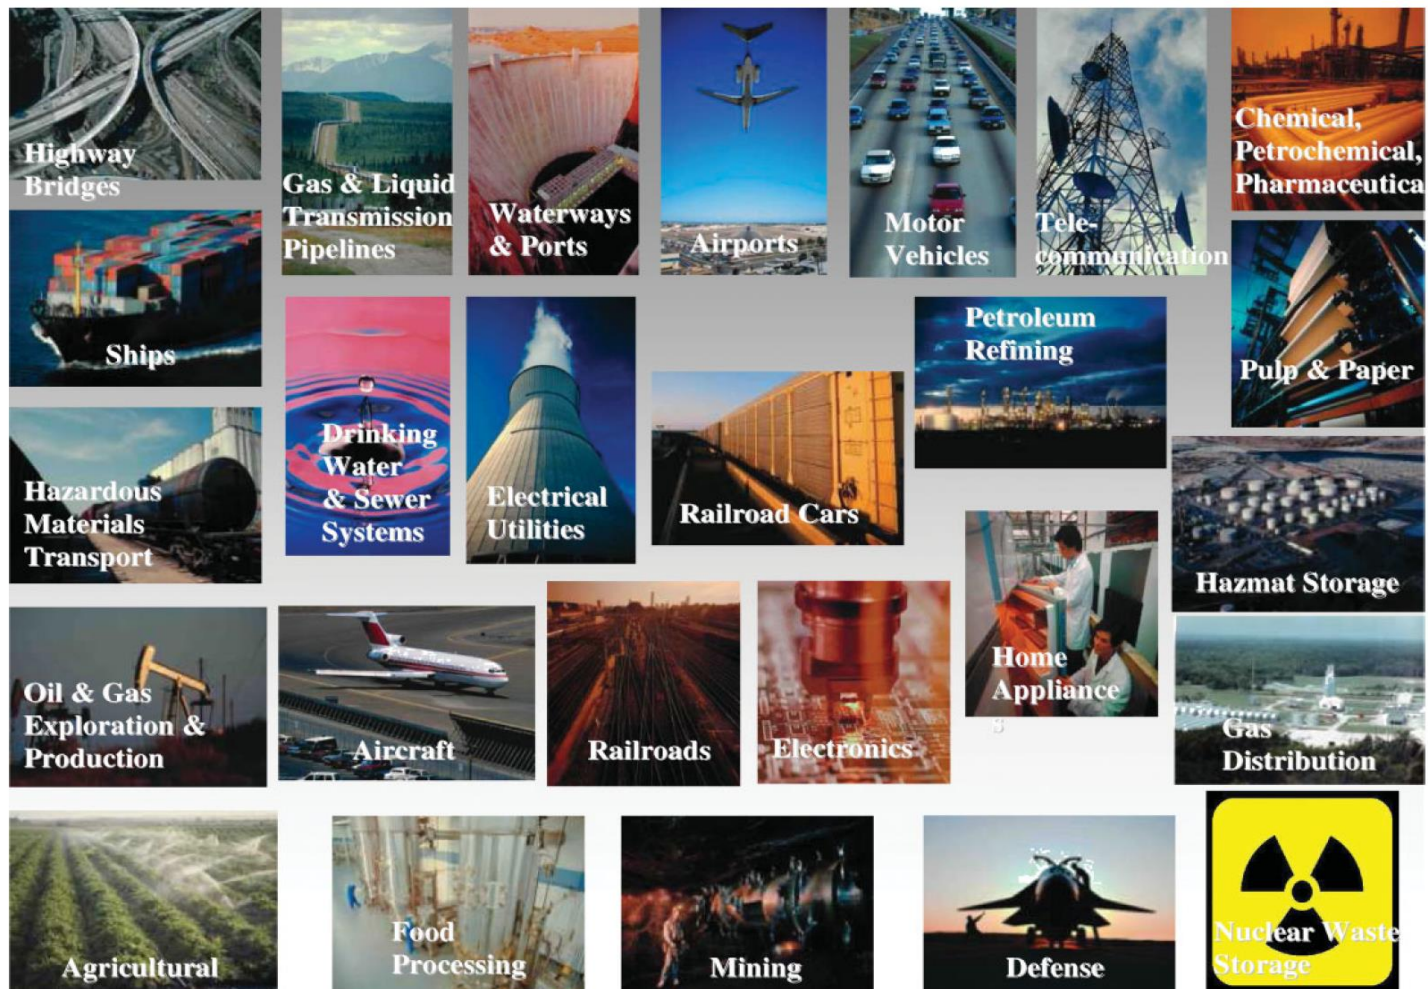 Highway
Bridges
Gas & Liquid
Transmission
Pipelines
Waterways
& Ports
Airports
Motor
Vehicles
Tele-
communication
Chemical,
Petrochemical,
Pharmaceutica
Ships
Drinking
Water
& Sewer
Systems
Electrical
Utilities
Railroad Cars
Petroleum
Refining
Pulp & Paper
Hazardous
Materials
Transport
Hazmat Storage
Oil & Gas
Exploration &
Production
Aircraft
Railroads
Electronics
Home
Appliance
s
Gas
Distribution
Agricultural
Food
Processing
Mining
Defense
Nuclear Waste
Storage